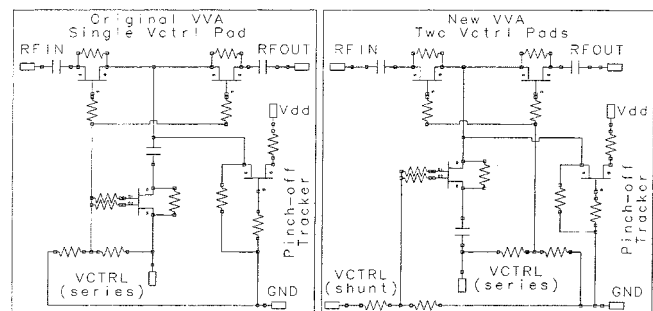 Original VVA
Single Vctrl Pad
RFIN
RFOUT
Vdd
Pinch-off
Tracker
VCTRL
(series)
GND
New VVA
Two Vctrl Pads
RFIN
RFOUT
Vdd
Pinch-off
Tracker
VCTRL
(shunt)
VCTRL
(series)
GND